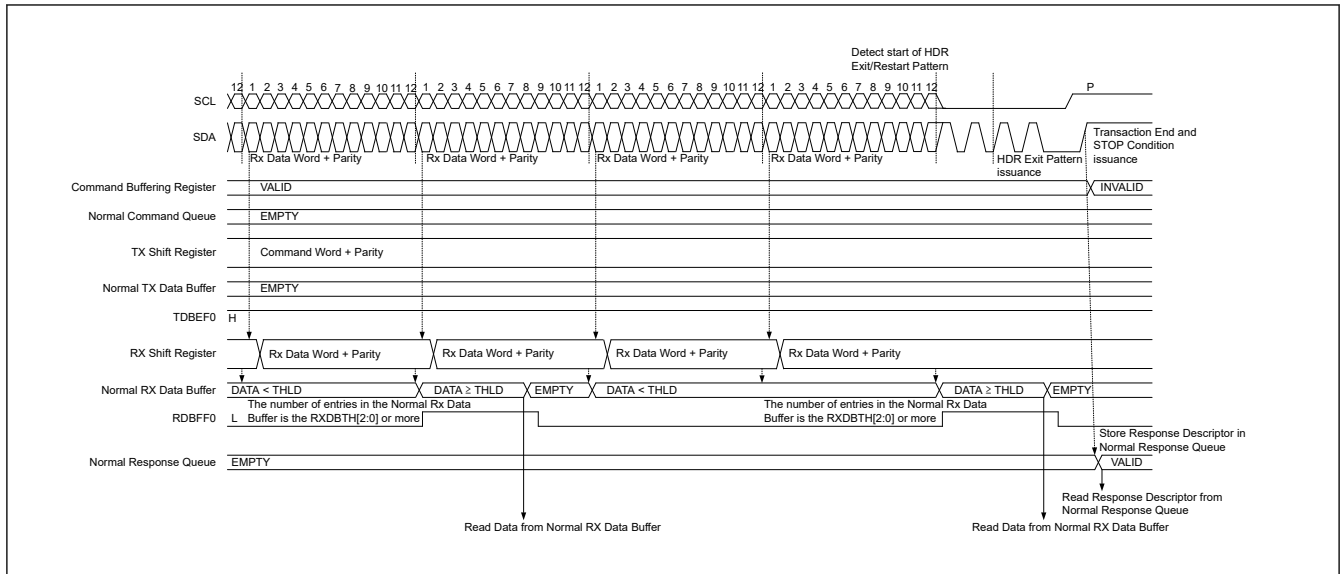 Detect start of HDR
Exit/Restart Pattern
12 1 2 3 4 5 6 7 8 9 10 11 12 1 2 3 4 5 6 7 8 9 10 11 12 1 2 3 4 5 6 7 8 9 10 11 12 1 2 3 4 5 6 7 8 9 10 11 12 P
SCL
SDA
Transaction End and
STOP Condition
issuance
Rx Data Word + Parity Rx Data Word + Parity Rx Data Word + Parity Rx Data Word + Parity
HDR Exit Pattern
issuance
Command Buffering Register VALID INVALID
Normal Command Queue EMPTY
TX Shift Register Command Word + Parity
Normal TX Data Buffer EMPTY
TDBEF0 H
RX Shift Register Rx Data Word + Parity Rx Data Word + Parity Rx Data Word + Parity Rx Data Word + Parity
Normal RX Data Buffer DATA < THLD DATA ≥ THLD EMPTY DATA < THLD DATA ≥ THLD EMPTY
The number of entries in the Normal Rx Data The number of entries in the Normal Rx Data
RDBFF0 L Buffer is the RXDBTH[2:0] or more Buffer is the RXDBTH[2:0] or more
Store Response Descriptor in
Normal Response Queue
Normal Response Queue EMPTY VALID
Read Response Descriptor from
Normal Response Queue
Read Data from Normal RX Data Buffer Read Data from Normal RX Data Buffer